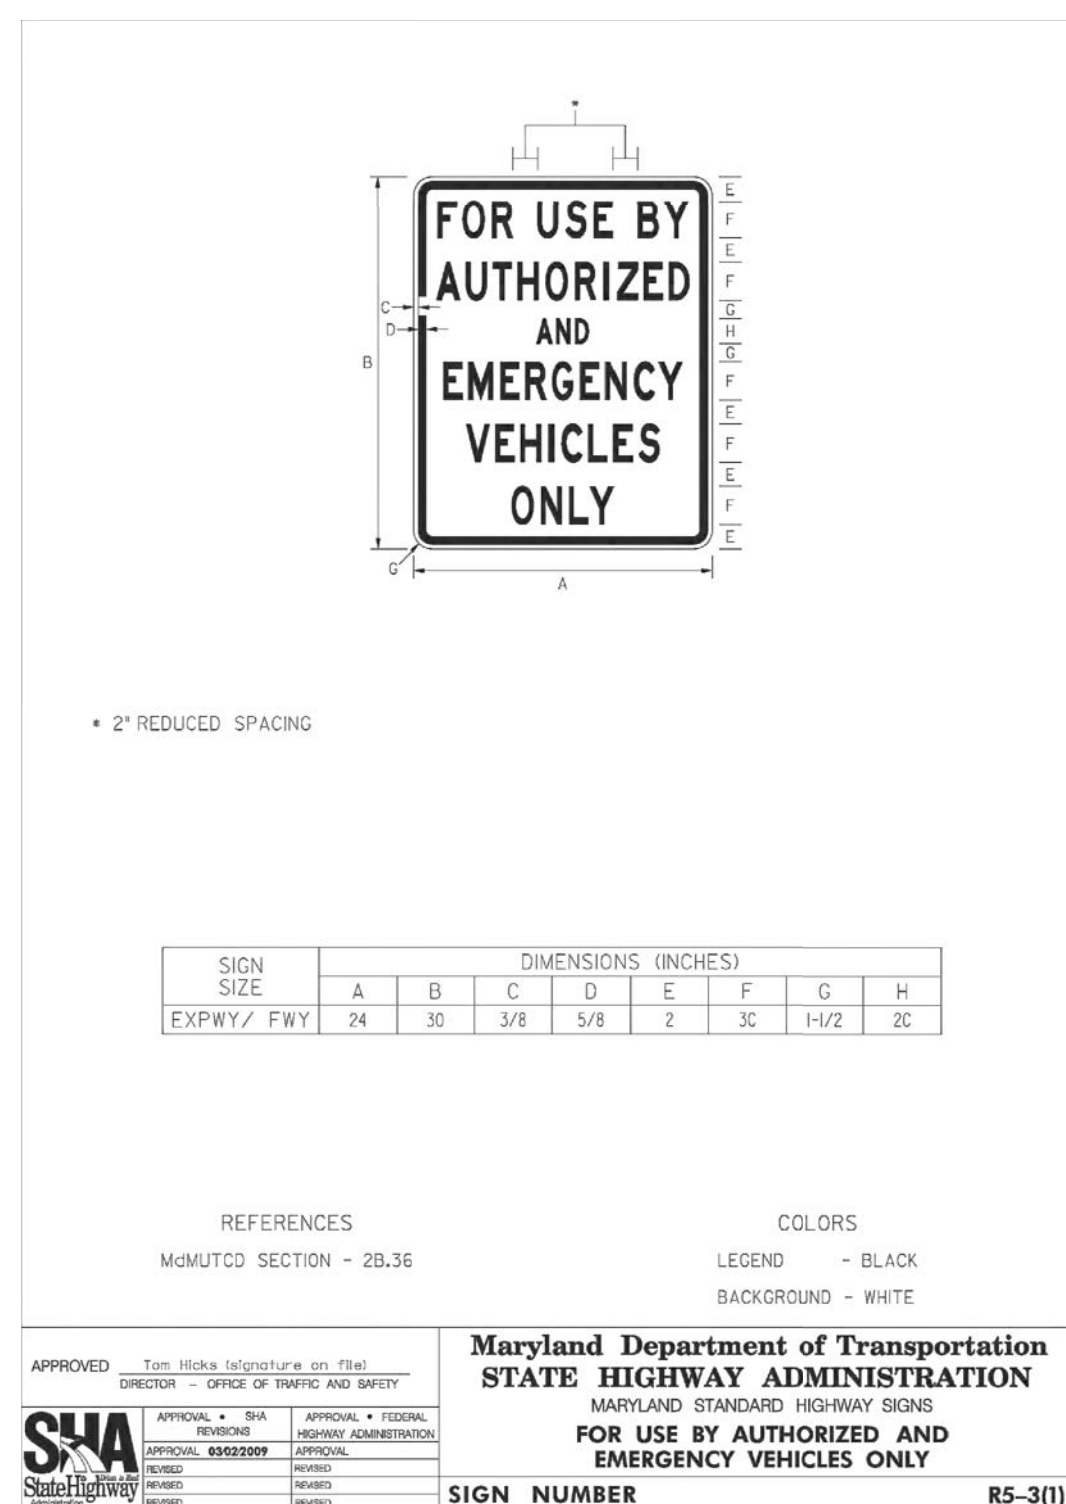 *
FOR USE BY
AUTHORIZED
AND
EMERGENCY
VEHICLES
ONLY
E
F
E
F
G
H
G
F
E
F
E
F
E
C
D
B
G
A
* 2" REDUCED SPACING
SIGN SIZE
DIMENSIONS (INCHES)
A B C D E F G H
EXPWY/ FWY 24 30 3/8 5/8 2 3C 1-1/2 2C
REFERENCES
MdMUTCD SECTION - 2B.36
COLORS
LEGEND - BLACK
BACKGROUND - WHITE
APPROVED Tom Hicks (signature on file)
DIRECTOR - OFFICE OF TRAFFIC AND SAFETY
SHA
StateHighway
Administration
APPROVAL • SHA
REVISIONS
APPROVAL • FEDERAL
HIGHWAY ADMINISTRATION
APPROVAL 03/02/2009
APPROVAL
REVISED
REVISED
REVISED
REVISED
REVISED
REVISED
Maryland Department of Transportation
STATE HIGHWAY ADMINISTRATION
MARYLAND STANDARD HIGHWAY SIGNS
FOR USE BY AUTHORIZED AND
EMERGENCY VEHICLES ONLY
SIGN NUMBER R5-3(1)